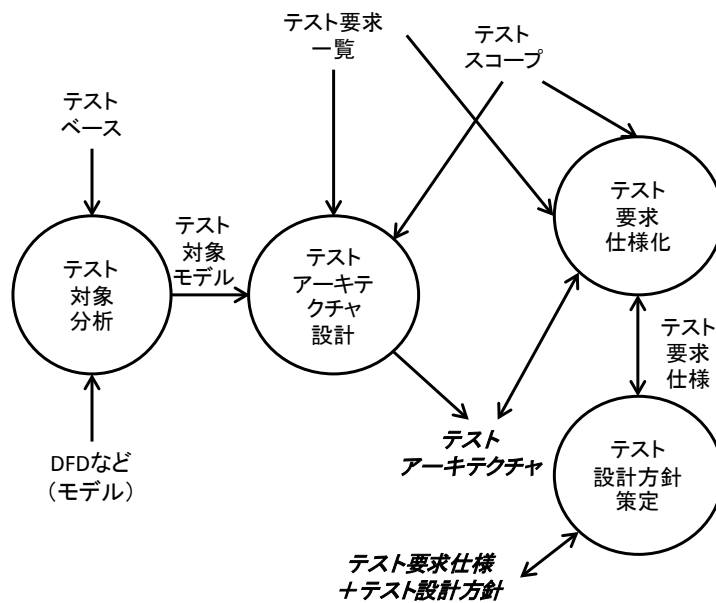 テスト要求
一覧
テスト
スコープ
テスト
ベース
テスト
要求
仕様化
テスト
対象
モデル
テスト
対象
分析
テスト
アーキテ
クチャ
設計
テスト
要求
仕様
テスト
アーキテクチャ
DFDなど
（モデル）
テスト
設計方針
策定
テスト要求仕様
＋テスト設計方針